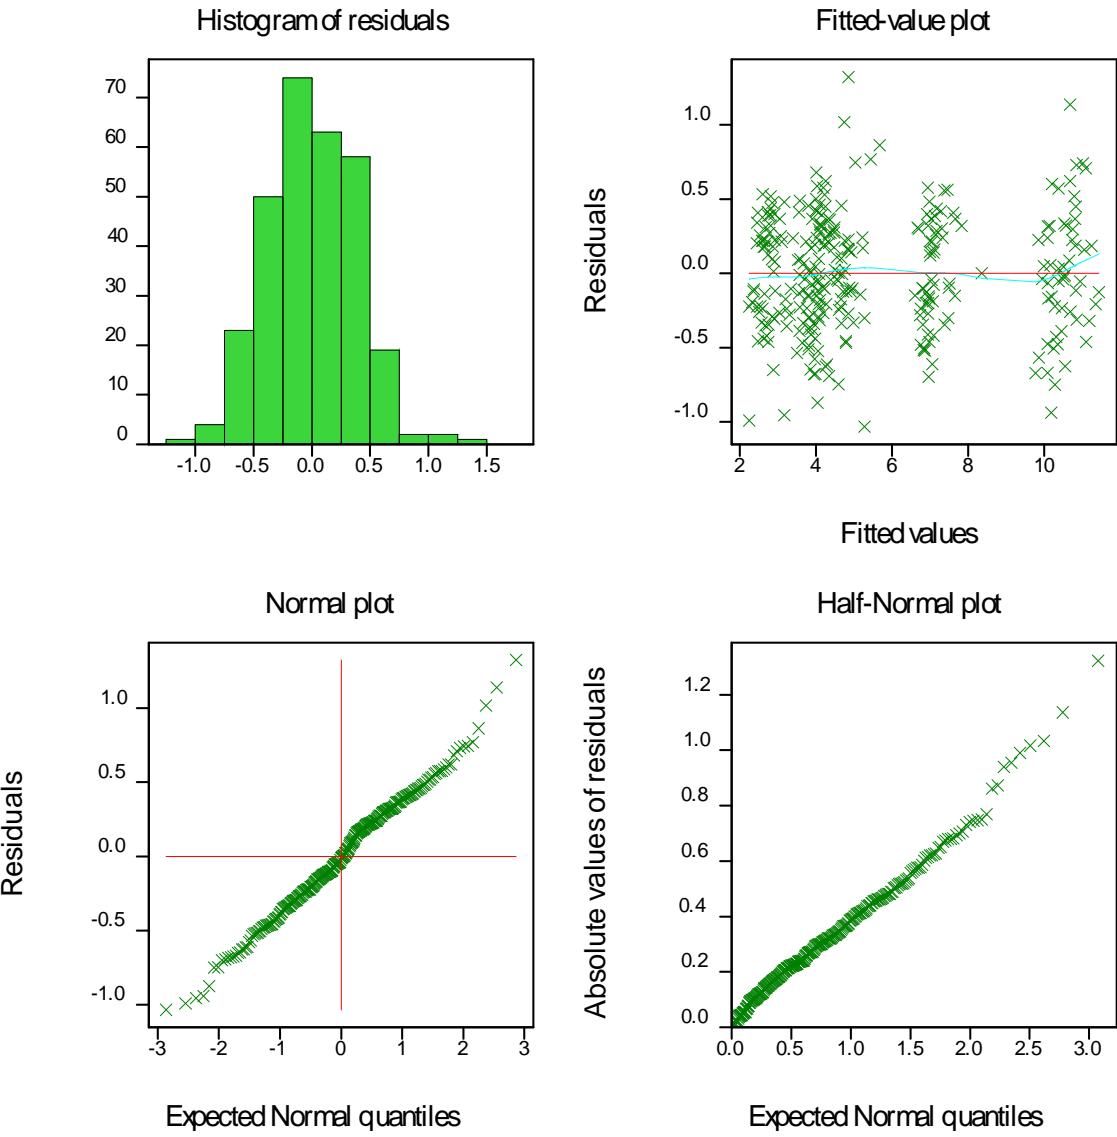 Histogram of residuals
70
60
50
40
30
20
10
0
-1.0 -0.5 0.0 0.5 1.0 1.5
Fitted-value plot
Residuals
1.0
0.5
0.0
-0.5
-1.0
2 4 6 8 10
Fitted values
Normal plot
Residuals
1.0
0.5
0.0
-0.5
-1.0
-3 -2 -1 0 1 2 3
Expected Normal quantiles
Half-Normal plot
Absolute values of residuals
1.2
1.0
0.8
0.6
0.4
0.2
0.0
0.0 0.5 1.0 1.5 2.0 2.5 3.0
Expected Normal quantiles